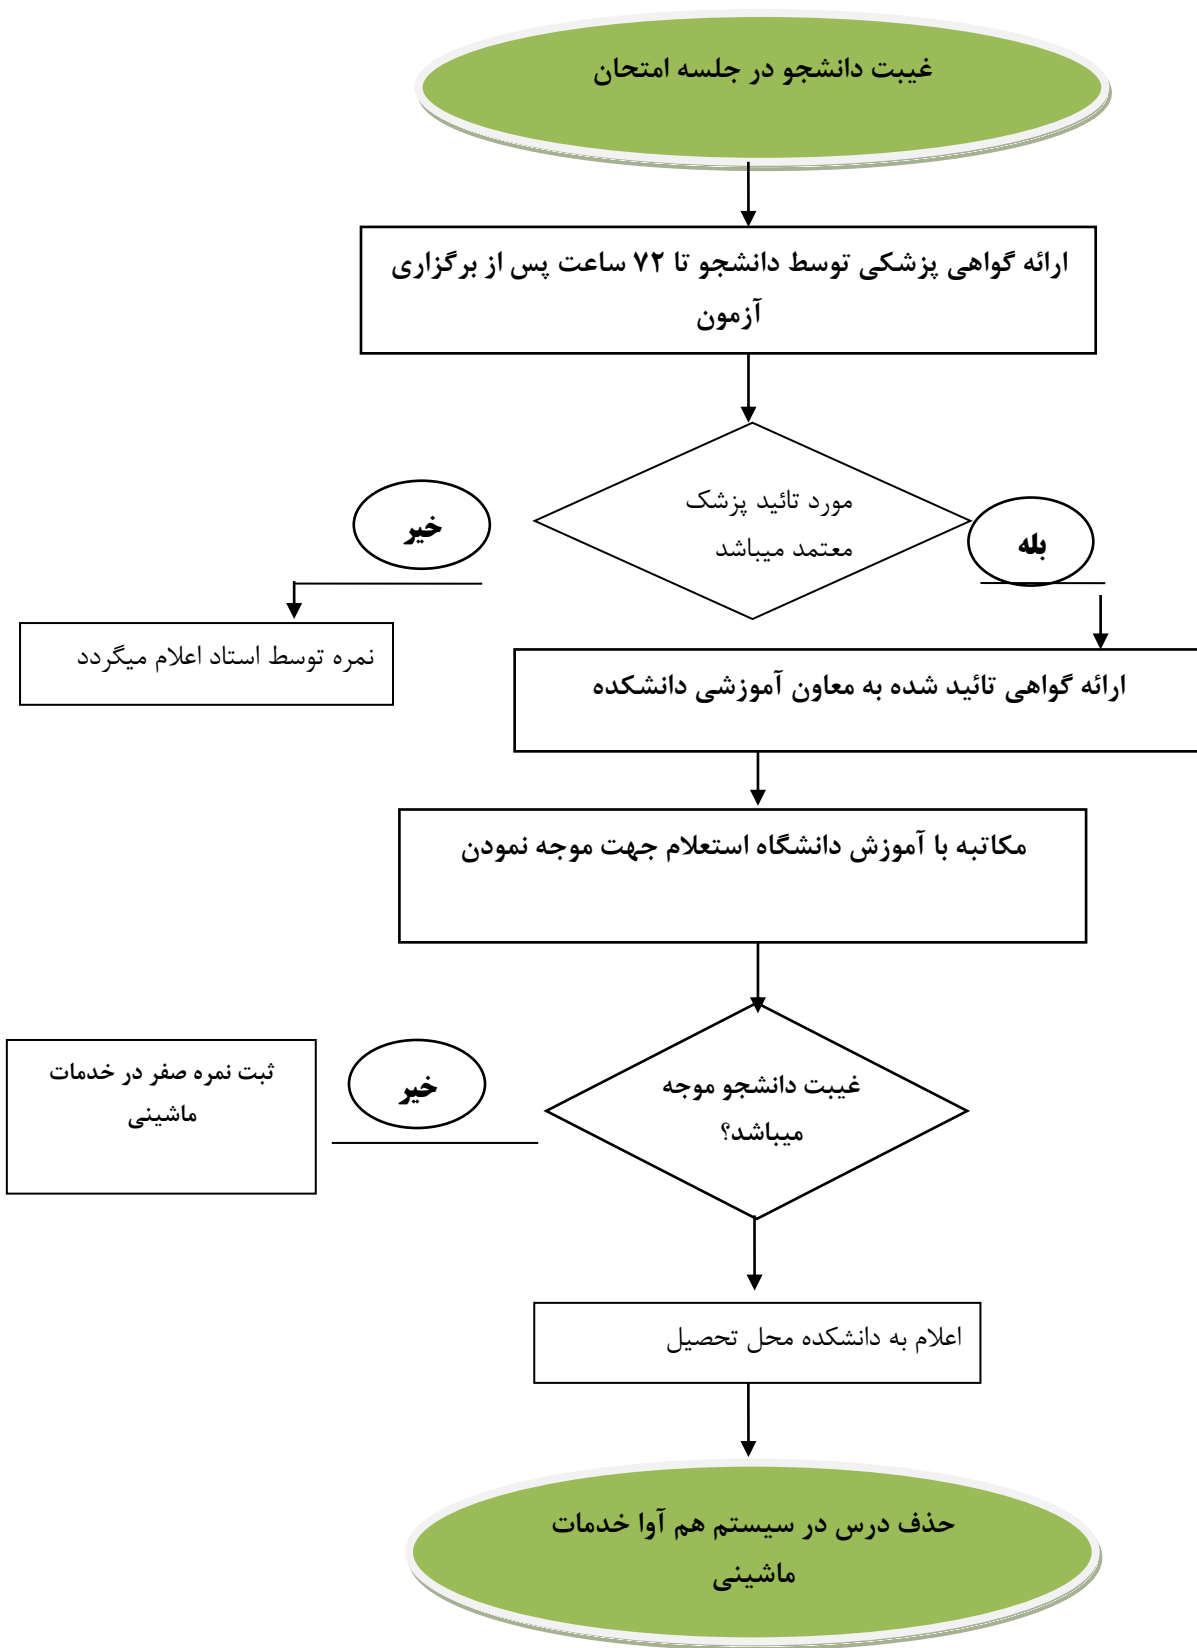 غیبت دانشجو در جلسه امتحان
ارائه گواهی پزشکی توسط دانشجو تا ۷۲ ساعت پس از برگزاری
آزمون
مورد تائید پزشک
معتمد میباشد
خیر
بله
نمره توسط استاد اعلام میگردد
ارائه گواهی تائید شده به معاون آموزشی دانشکده
مکاتبه با آموزش دانشگاه استعلام جهت موجه نمودن
غیبت دانشجو موجه
میباشد؟
خیر
ثبت نمره صفر در خدمات
ماشینی
اعلام به دانشکده محل تحصیل
حذف درس در سیستم هم آوا خدمات
ماشینی